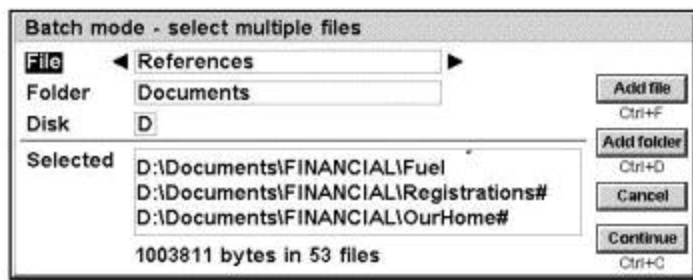 Batch mode - select multiple files
File References
Folder Documents
Disk D
Add file
Ctrl+F
Add folder
Ctrl+D
Cancel
Continue
Ctrl+C
Selected
D:\Documents\FINANCIAL\Fuel
D:\Documents\FINANCIAL\Registrations#
D:\Documents\FINANCIAL\OurHome#
1003811 bytes in 53 files